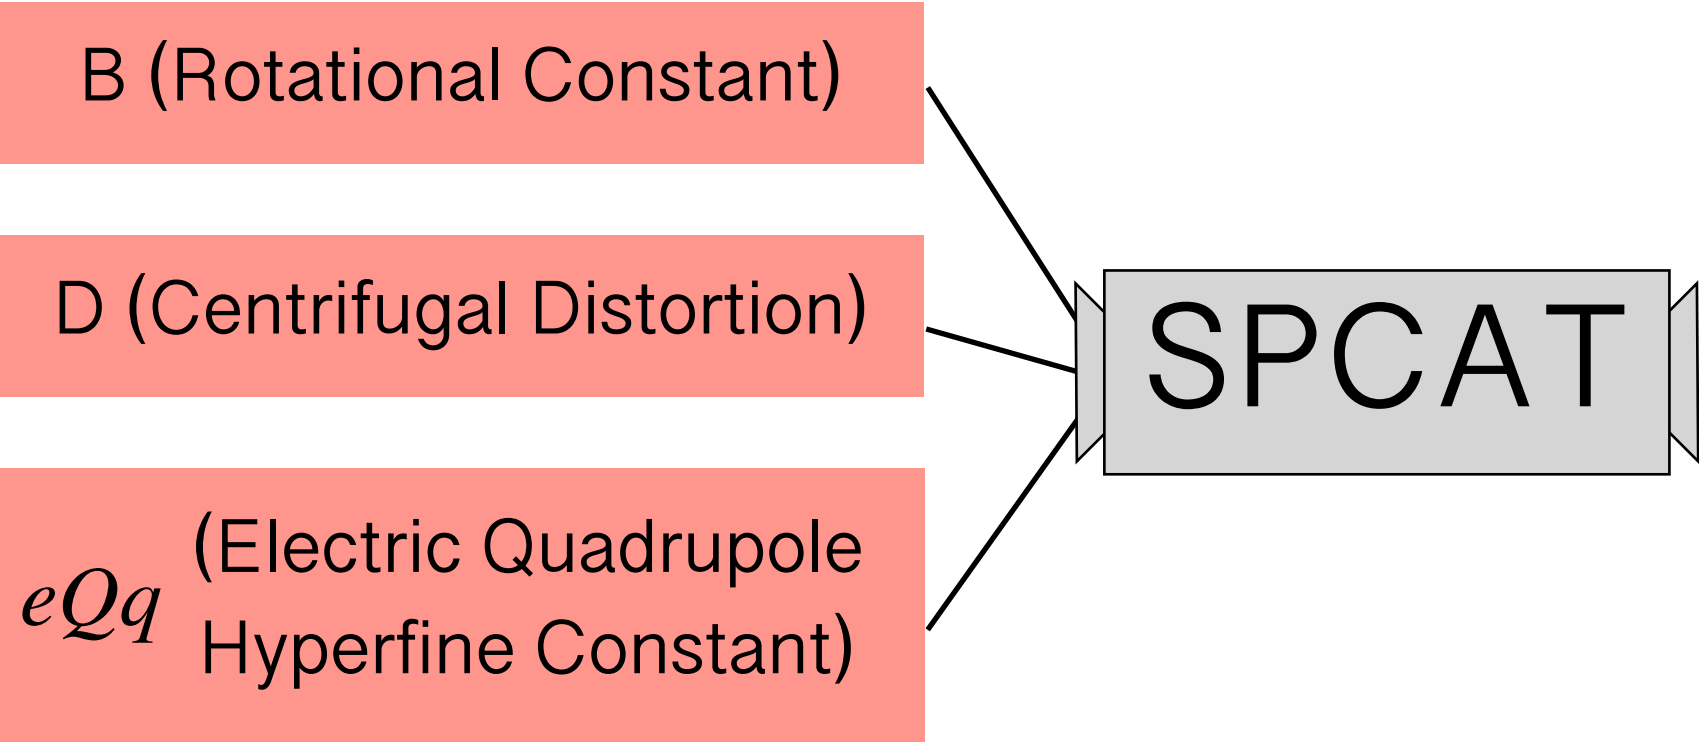 B (Rotational Constant)
D (Centrifugal Distortion)
eQq (Electric Quadrupole
Hyperfine Constant)
SPCAT